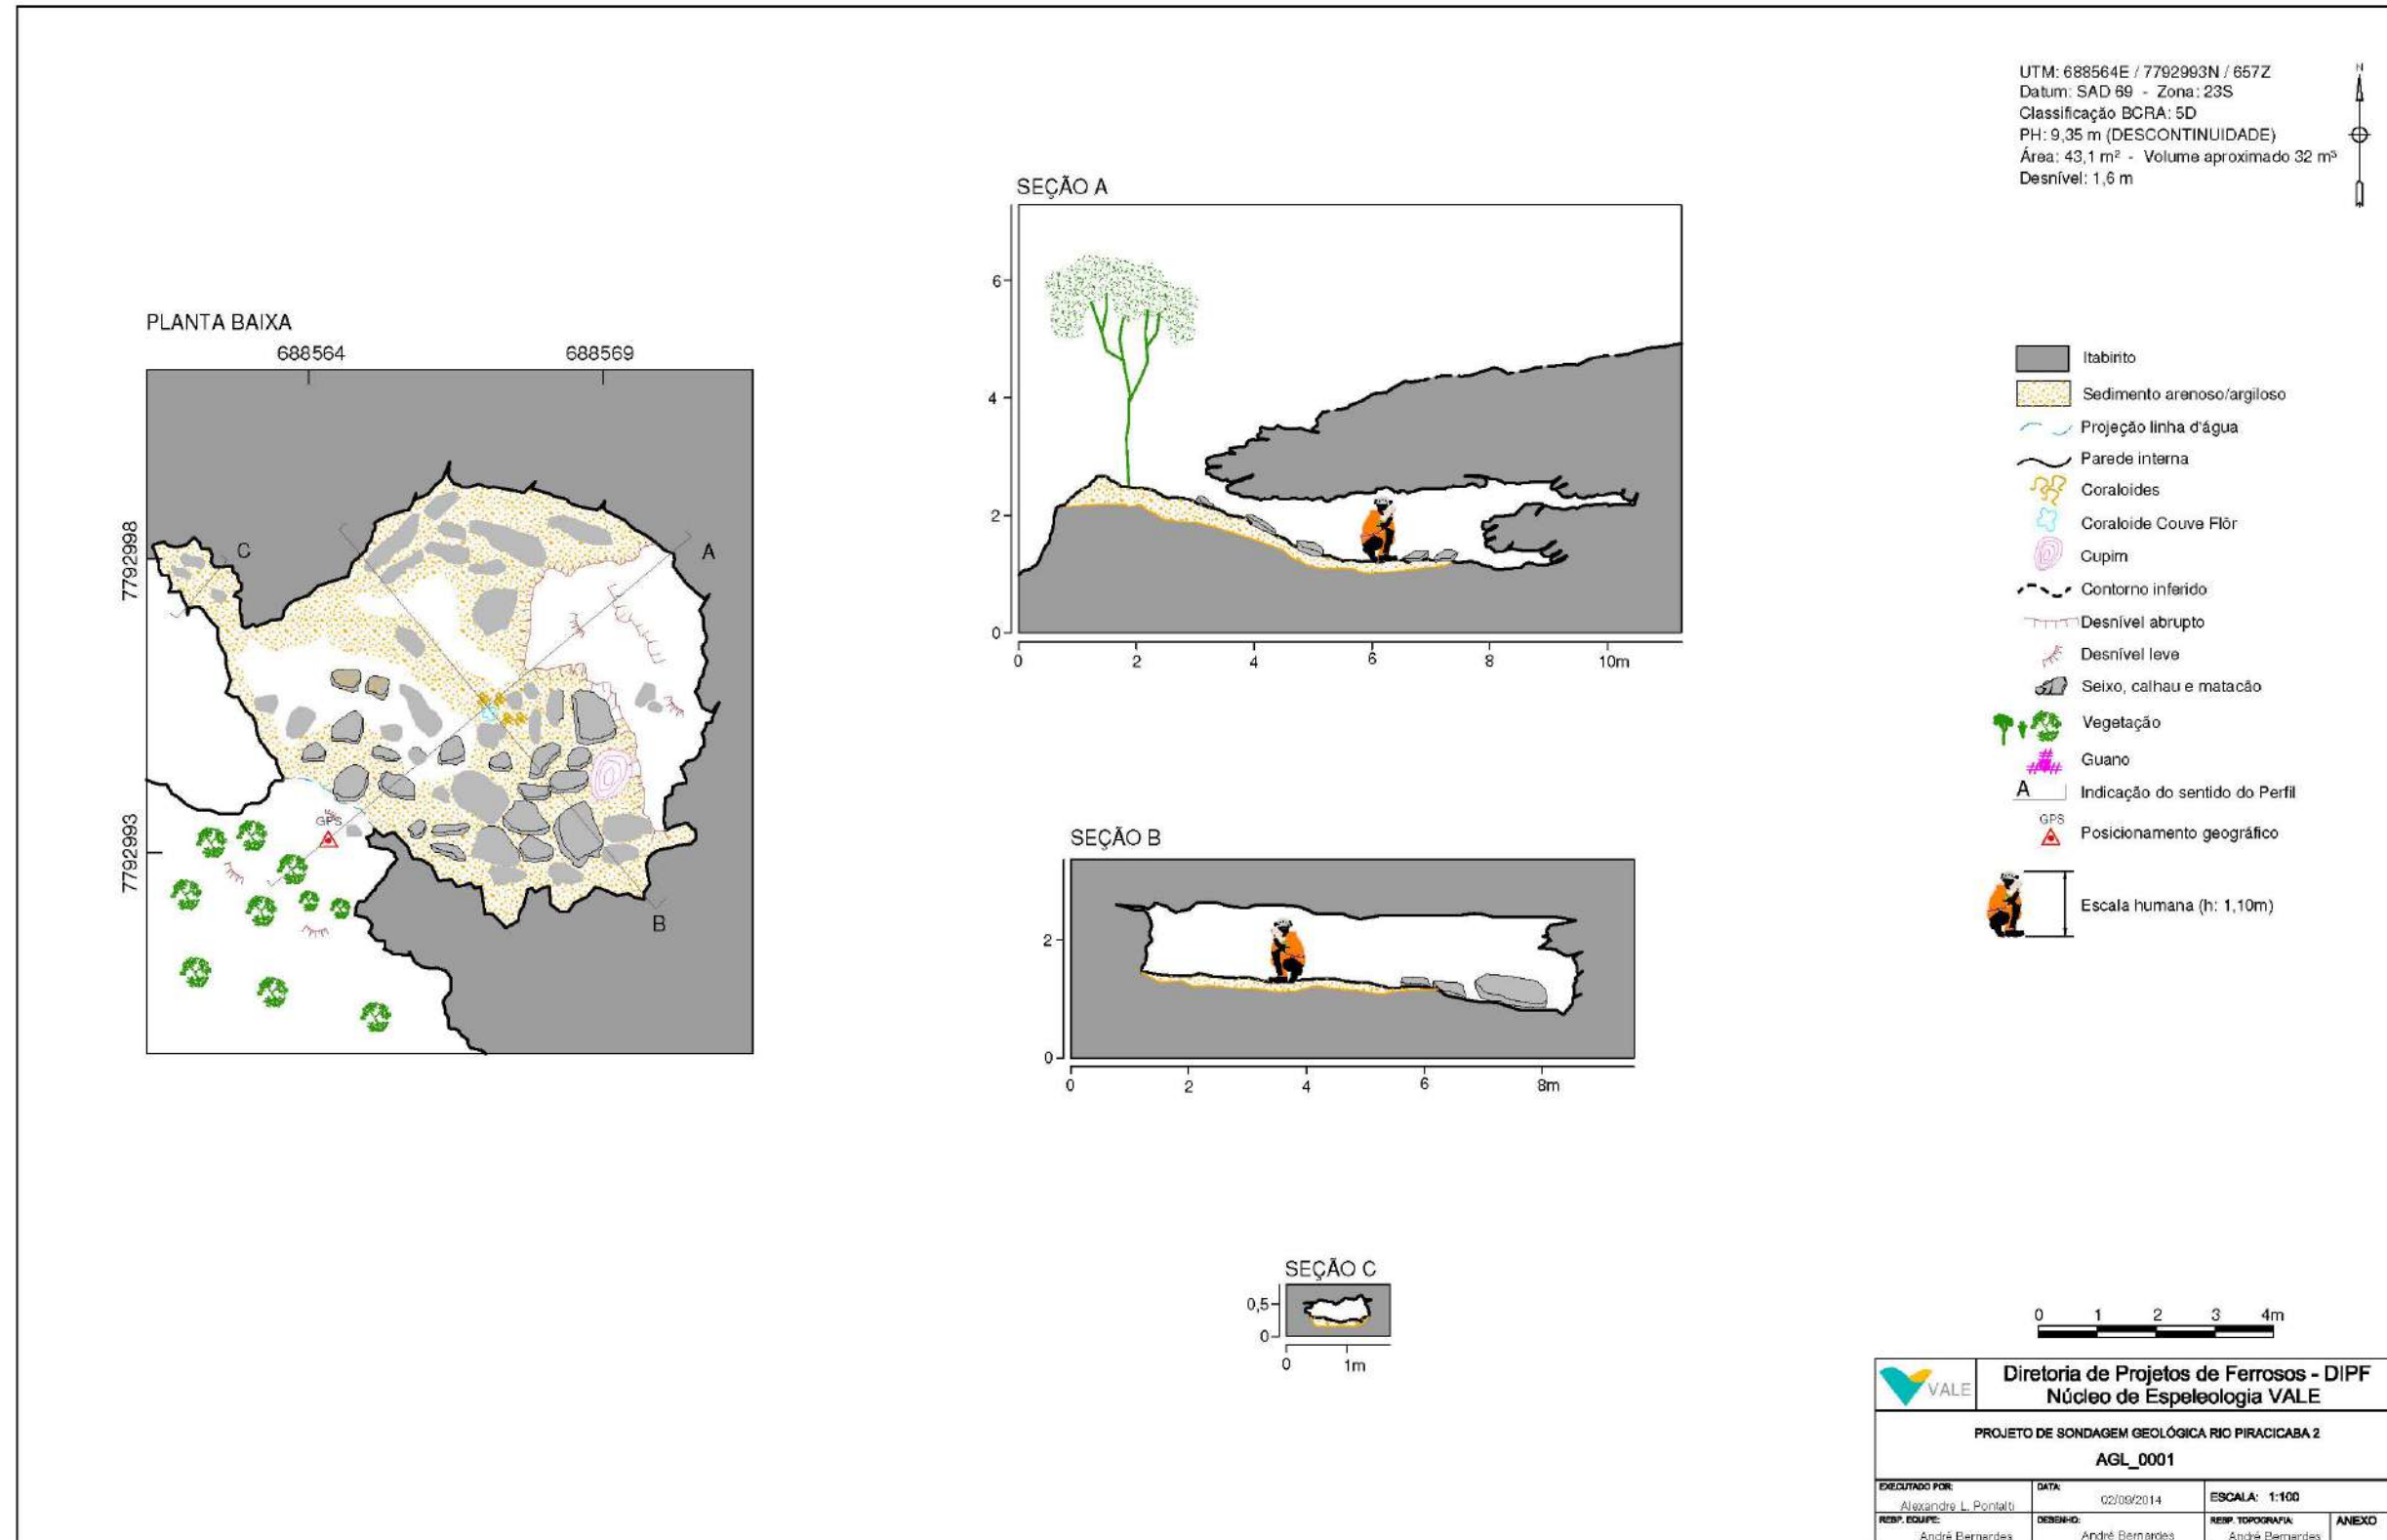 UTM: 688564E / 7792993N / 657Z
Datum: SAD 69 - Zona: 23S
Classificação BCRA: 5D
PH: 9,35 m (DESCONTINUIDADE)
Área: 43,1 m² - Volume aproximado 32 m³
Desnível: 1,6 m
N
PLANTA BAIXA
688564
688569
7792998
7792993
C
A
B
GPS
SEÇÃO A
6
4
2
0
0
2
4
6
8
10m
SEÇÃO B
2
0
0
2
4
6
8m
SEÇÃO C
0,5
0
0
1m
Itabirito
Sedimento arenoso/argiloso
Projeção linha d'água
Parede interna
Coraloides
Coraloide Couve Flôr
Cupim
Contorno inferido
Desnível abrupto
Desnível leve
Seixo, calhau e matacão
Vegetação
Guano
A
Indicação do sentido do Perfil
GPS
Posicionamento geográfico
Escala humana (h: 1,10m)
0
1
2
3
4m
VALE
Diretoria de Projetos de Ferrosos - DIPF
Núcleo de Espeleologia VALE
PROJETO DE SONDAGEM GEOLÓGICA RIO PIRACICABA 2
AGL_0001
EXECUTADO POR:
Alexandre L. Pontalti
DATA:
02/09/2014
ESCALA: 1:100
RESP. EQUIPE:
André Bernardes
DESENHO:
André Bernardes
RESP. TOPOGRAFIA:
André Bernardes
ANEXO